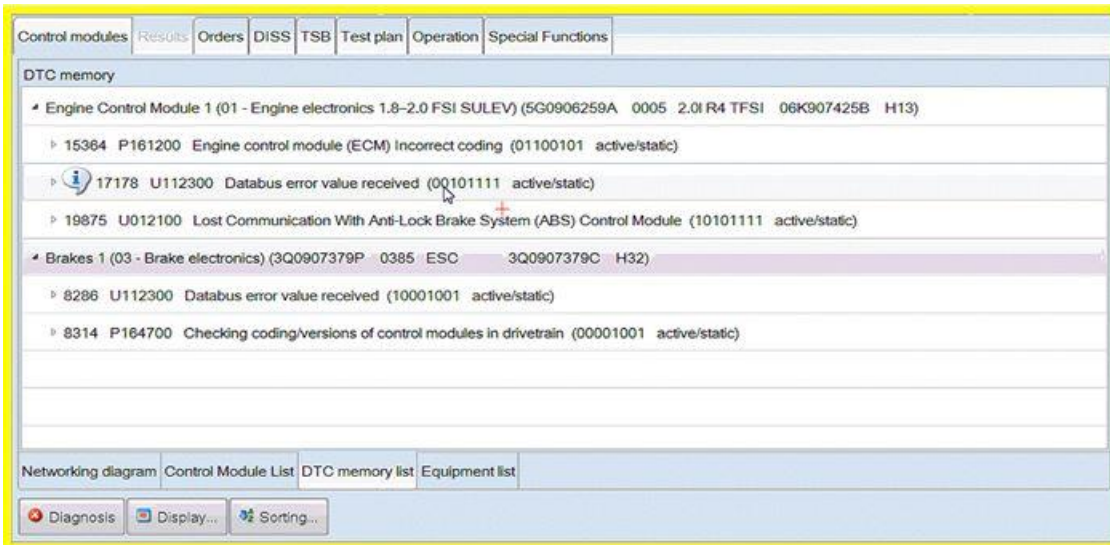 Control modules Results Orders DISS TSB Test plan Operation Special Functions
DTC memory
Engine Control Module 1 (01 - Engine electronics 1.8–2.0 FSI SULEV) (5G0906259A 0005 2.0l R4 TFSI 06K907425B H13)
15364 P161200 Engine control module (ECM) Incorrect coding (01100101 active/static)
17178 U112300 Databus error value received (00101111 active/static)
19875 U012100 Lost Communication With Anti-Lock Brake System (ABS) Control Module (10101111 active/static)
Brakes 1 (03 - Brake electronics) (3Q0907379P 0385 ESC 3Q0907379C H32)
8286 U112300 Databus error value received (10001001 active/static)
8314 P164700 Checking coding/versions of control modules in drivetrain (00001001 active/static)
Networking diagram Control Module List DTC memory list Equipment list
Diagnosis Display... Sorting...